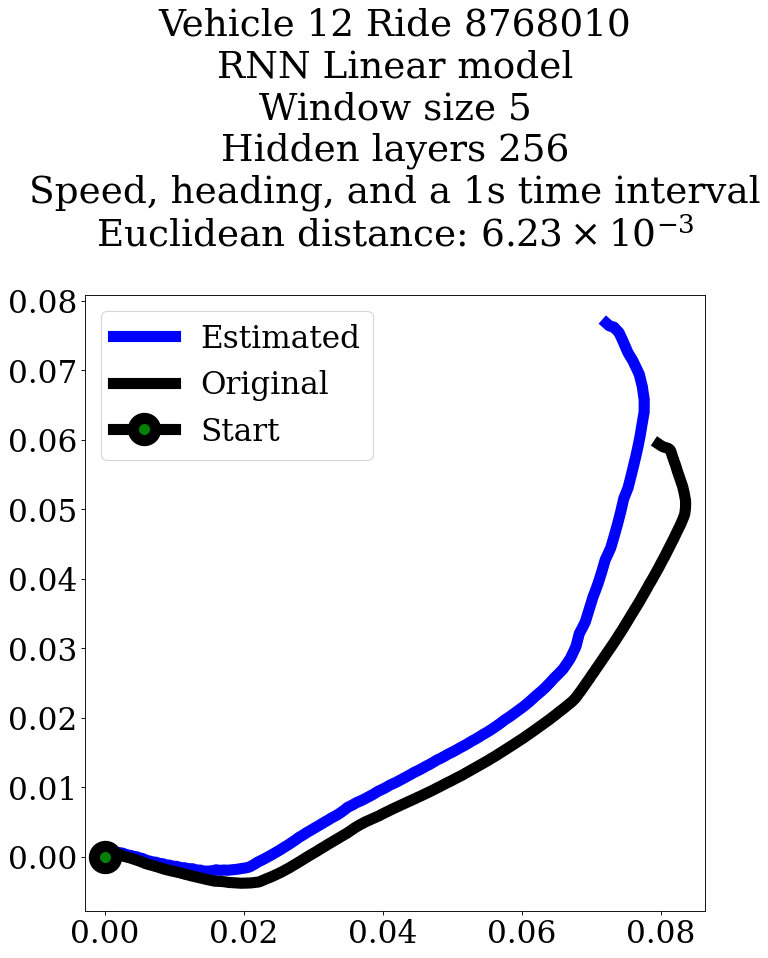 Vehicle 12 Ride 8768010
RNN Linear model
Window size 5
Hidden layers 256
Speed, heading, and a 1s time interval
Euclidean distance: 6.23 × 10⁻³
0.08
0.07
0.06
0.05
0.04
0.03
0.02
0.01
0.00
Estimated
Original
Start
0.00 0.02 0.04 0.06 0.08